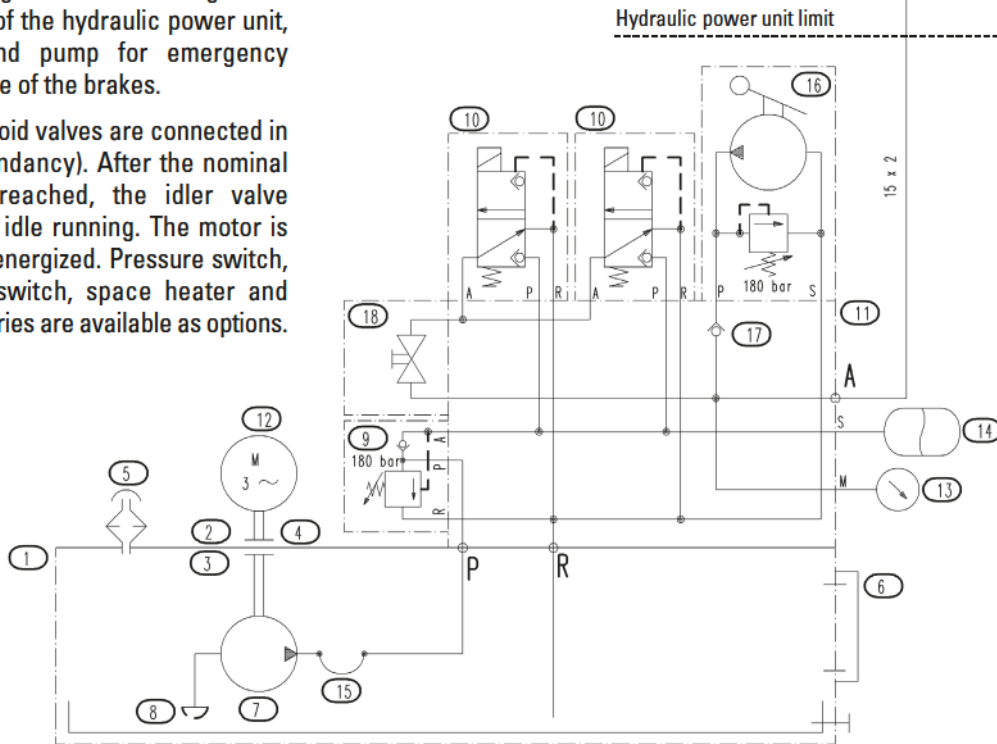 of the hydraulic power unit,
nd pump for emergency
e of the brakes.
oid valves are connected in
ndancy). After the nominal
reached, the idler valve
idle running. The motor is
energized. Pressure switch,
switch, space heater and
ries are available as options.
Hydraulic power unit limit
16
10
10
15 x 2
180 bar
A
P
R
A
P
R
P
S
18
17
11
A
12
9
S
14
M
3 ~
180 bar
A
P
R
5
M
13
2
4
1
3
P
R
6
15
8
7